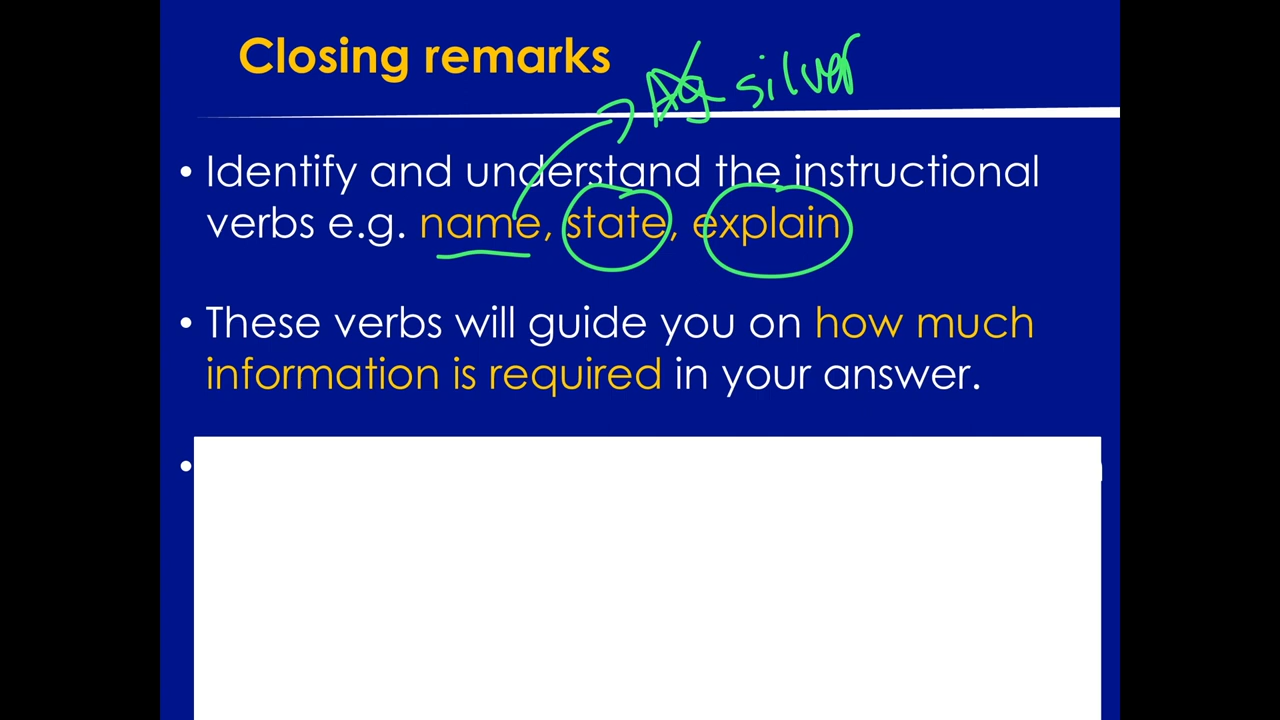 Closing remarks
Ag silver
• Identify and understand the instructional
verbs e.g. name, state, explain
• These verbs will guide you on how much
information is required in your answer.
•